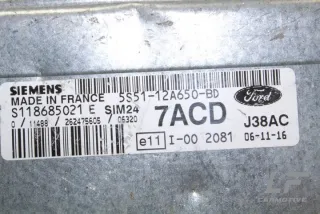 SIEMENS
MADE IN FRANCE 5S51-12A650-BD
S118685021 E SIM24
0 / 11488 / 262475605 / 06320
7ACD
Ford
J38AC
e11 I-00 2081 06-11-16
CARMOTIVE